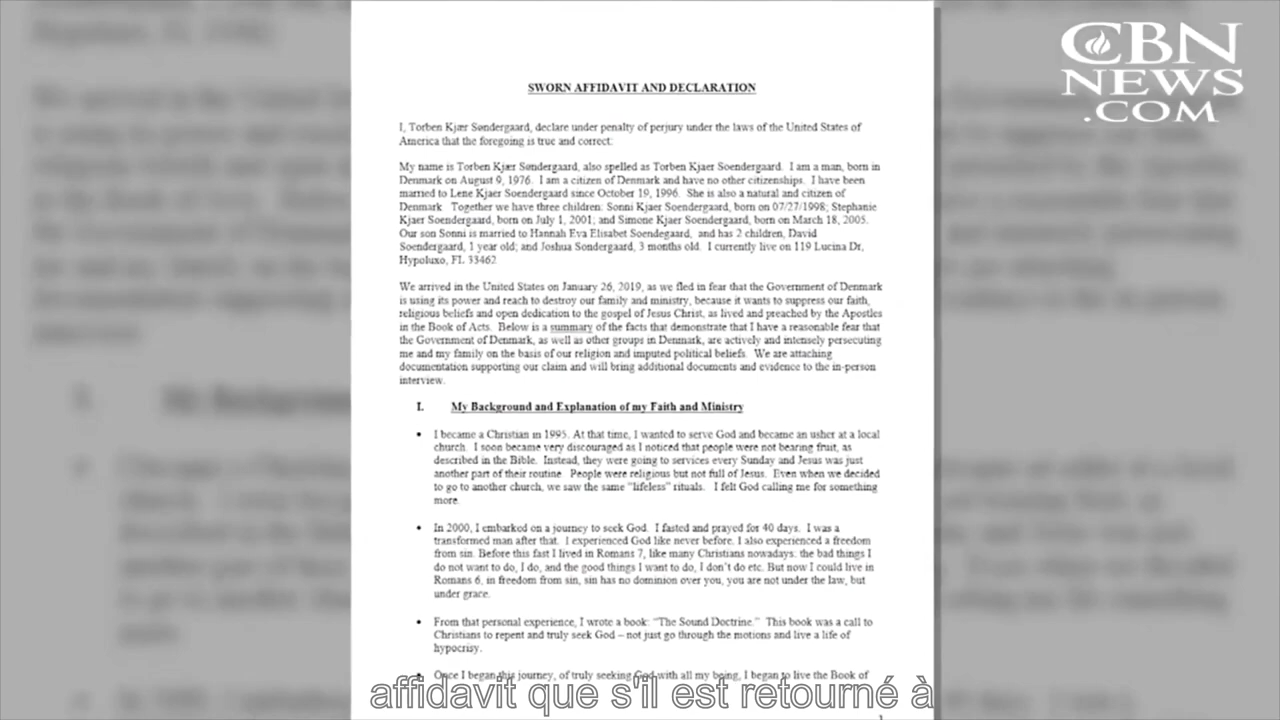 CBN
NEWS
.COM
SWORN AFFIDAVIT AND DECLARATION
I, Torben Kjær Søndergaard, declare under penalty of perjury under the laws of the United States of
America that the foregoing is true and correct:
My name is Torben Kjær Søndergaard, also spelled as Torben Kjaer Soendergaard. I am a man, born in
Denmark on August 9, 1976. I am a citizen of Denmark and have no other citizenships. I have been
married to Lene Kjaer Soendergaard since October 19, 1996. She is also a natural and citizen of
Denmark Together we have three children: Sonni Kjaer Soendergaard, born on 07/27/1998; Stephanie
Kjaer Soendergaard, born on July 1, 2001; and Simone Kjaer Soendergaard, born on March 18, 2005.
Our son Sonni is married to Hannah Eva Elisabet Soendegaard, and has 2 children, David
Soendergaard, 1 year old; and Joshua Sondergaard, 3 months old. I currently live on 119 Lucina Dr,
Hypoluxo, FL 33462
We arrived in the United States on January 26, 2019, as we fled in fear that the Government of Denmark
is using its power and reach to destroy our family and ministry, because it wants to suppress our faith,
religious beliefs and open dedication to the gospel of Jesus Christ, as lived and preached by the Apostles
in the Book of Acts. Below is a summary of the facts that demonstrate that I have a reasonable fear that
the Government of Denmark, as well as other groups in Denmark, are actively and intensely persecuting
me and my family on the basis of our religion and imputed political beliefs. We are attaching
documentation supporting our claim and will bring additional documents and evidence to the in-person
interview.
I. My Background and Explanation of my Faith and Ministry
• I became a Christian in 1995. At that time, I wanted to serve God and became an usher at a local
church. I soon became very discouraged as I noticed that people were not bearing fruit, as
described in the Bible. Instead, they were going to services every Sunday and Jesus was just
another part of their routine. People were religious but not full of Jesus. Even when we decided
to go to another church, we saw the same "lifeless" rituals. I felt God calling me for something
more.
• In 2000, I embarked on a journey to seek God. I fasted and prayed for 40 days. I was a
transformed man after that. I experienced God like never before. I also experienced a freedom
from sin. Before this fast I lived in Romans 7, like many Christians nowadays: the bad things I
do not want to do, I do, and the good things I want to do, I don't do etc. But now I could live in
Romans 6, in freedom from sin, sin has no dominion over you, you are not under the law, but
under grace.
• From that personal experience, I wrote a book: "The Sound Doctrine." This book was a call to
Christians to repent and truly seek God – not just go through the motions and live a life of
hypocrisy.
• Once I began this journey, of truly seeking God with all my being, I began to live the Book of
affidavit que s'il est retourné à